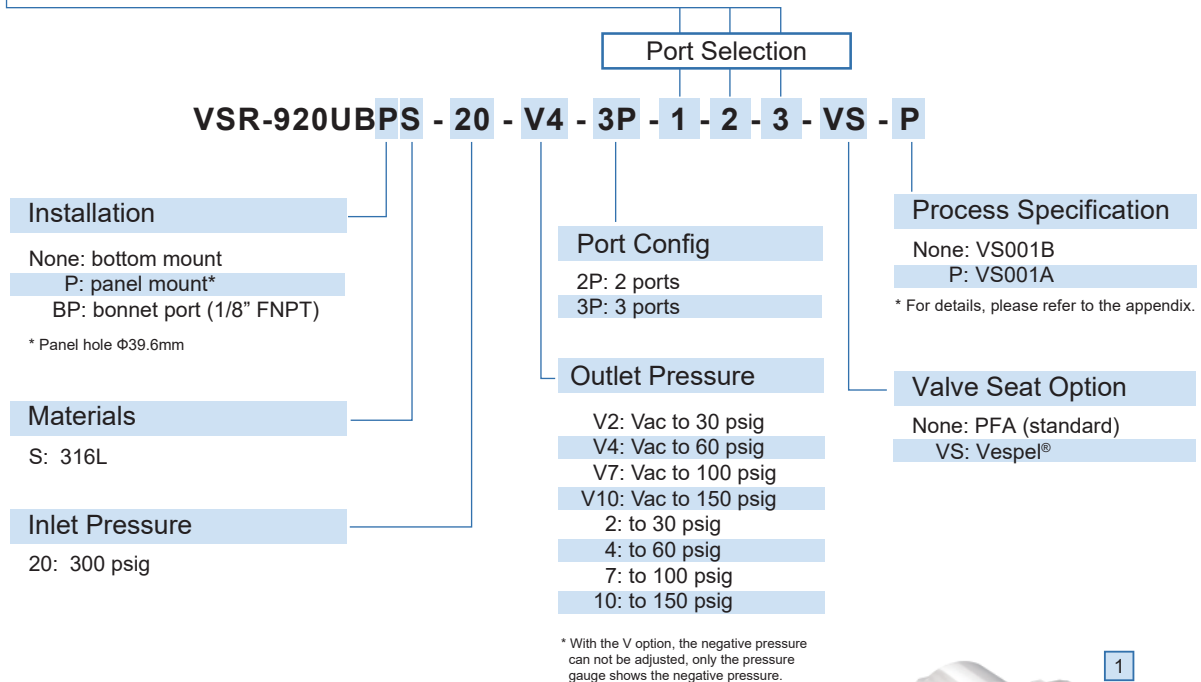 Port Selection
VSR-920UBPS - 20 - V4 - 3P - 1 - 2 - 3 - VS - P
Installation
None: bottom mount
P: panel mount*
BP: bonnet port (1/8” FNPT)
* Panel hole Φ39.6mm
Materials
S: 316L
Inlet Pressure
20: 300 psig
Port Config
2P: 2 ports
3P: 3 ports
Outlet Pressure
V2: Vac to 30 psig
V4: Vac to 60 psig
V7: Vac to 100 psig
V10: Vac to 150 psig
2: to 30 psig
4: to 60 psig
7: to 100 psig
10: to 150 psig
* With the V option, the negative pressure
can not be adjusted, only the pressure
gauge shows the negative pressure.
Process Specification
None: VS001B
P: VS001A
* For details, please refer to the appendix.
Valve Seat Option
None: PFA (standard)
VS: Vespel®
1